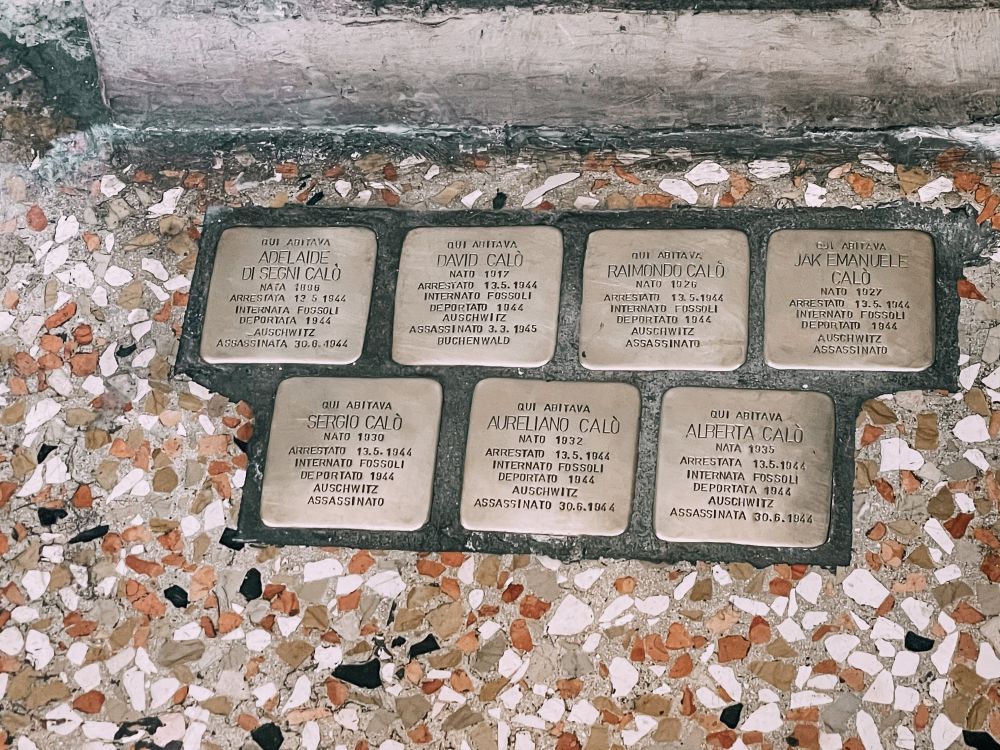 QUI ABITAVA
ADELAIDE
DI SEGNI CALÒ
NATA 1898
ARRESTATA 13.5.1944
INTERNATA FOSSOLI
DEPORTATA 1944
AUSCHWITZ
ASSASSINATA 30.6.1944
QUI ABITAVA
DAVID CALÒ
NATO 1917
ARRESTATO 13.5.1944
INTERNATO FOSSOLI
DEPORTATO 1944
AUSCHWITZ
ASSASSINATO 3.3.1945
BUCHENWALD
QUI ABITAVA
RAIMONDO CALÒ
NATO 1926
ARRESTATO 13.5.1944
INTERNATO FOSSOLI
DEPORTATO 1944
AUSCHWITZ
ASSASSINATO
QUI ABITAVA
JAK EMANUELE
CALÒ
NATO 1927
ARRESTATO 13.5.1944
INTERNATO FOSSOLI
DEPORTATO 1944
AUSCHWITZ
ASSASSINATO
QUI ABITAVA
SERGIO CALÒ
NATO 1930
ARRESTATO 13.5.1944
INTERNATO FOSSOLI
DEPORTATO 1944
AUSCHWITZ
ASSASSINATO
QUI ABITAVA
AURELIANO CALÒ
NATO 1932
ARRESTATO 13.5.1944
INTERNATO FOSSOLI
DEPORTATO 1944
AUSCHWITZ
ASSASSINATO 30.6.1944
QUI ABITAVA
ALBERTA CALÒ
NATA 1935
ARRESTATA 13.5.1944
INTERNATA FOSSOLI
DEPORTATA 1944
AUSCHWITZ
ASSASSINATA 30.6.1944